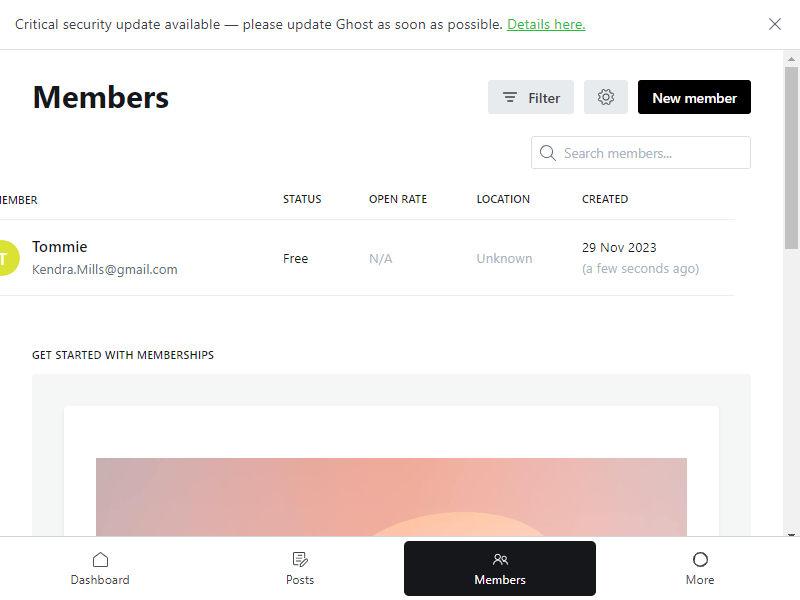 Critical security update available — please update Ghost as soon as possible. Details here.
Members
Filter
New member
Search members...
STATUS OPEN RATE LOCATION CREATED
T
Tommie
Kendra.Mills@gmail.com
Free
N/A
Unknown
29 Nov 2023
(a few seconds ago)
GET STARTED WITH MEMBERSHIPS
Dashboard
Posts
Members
More